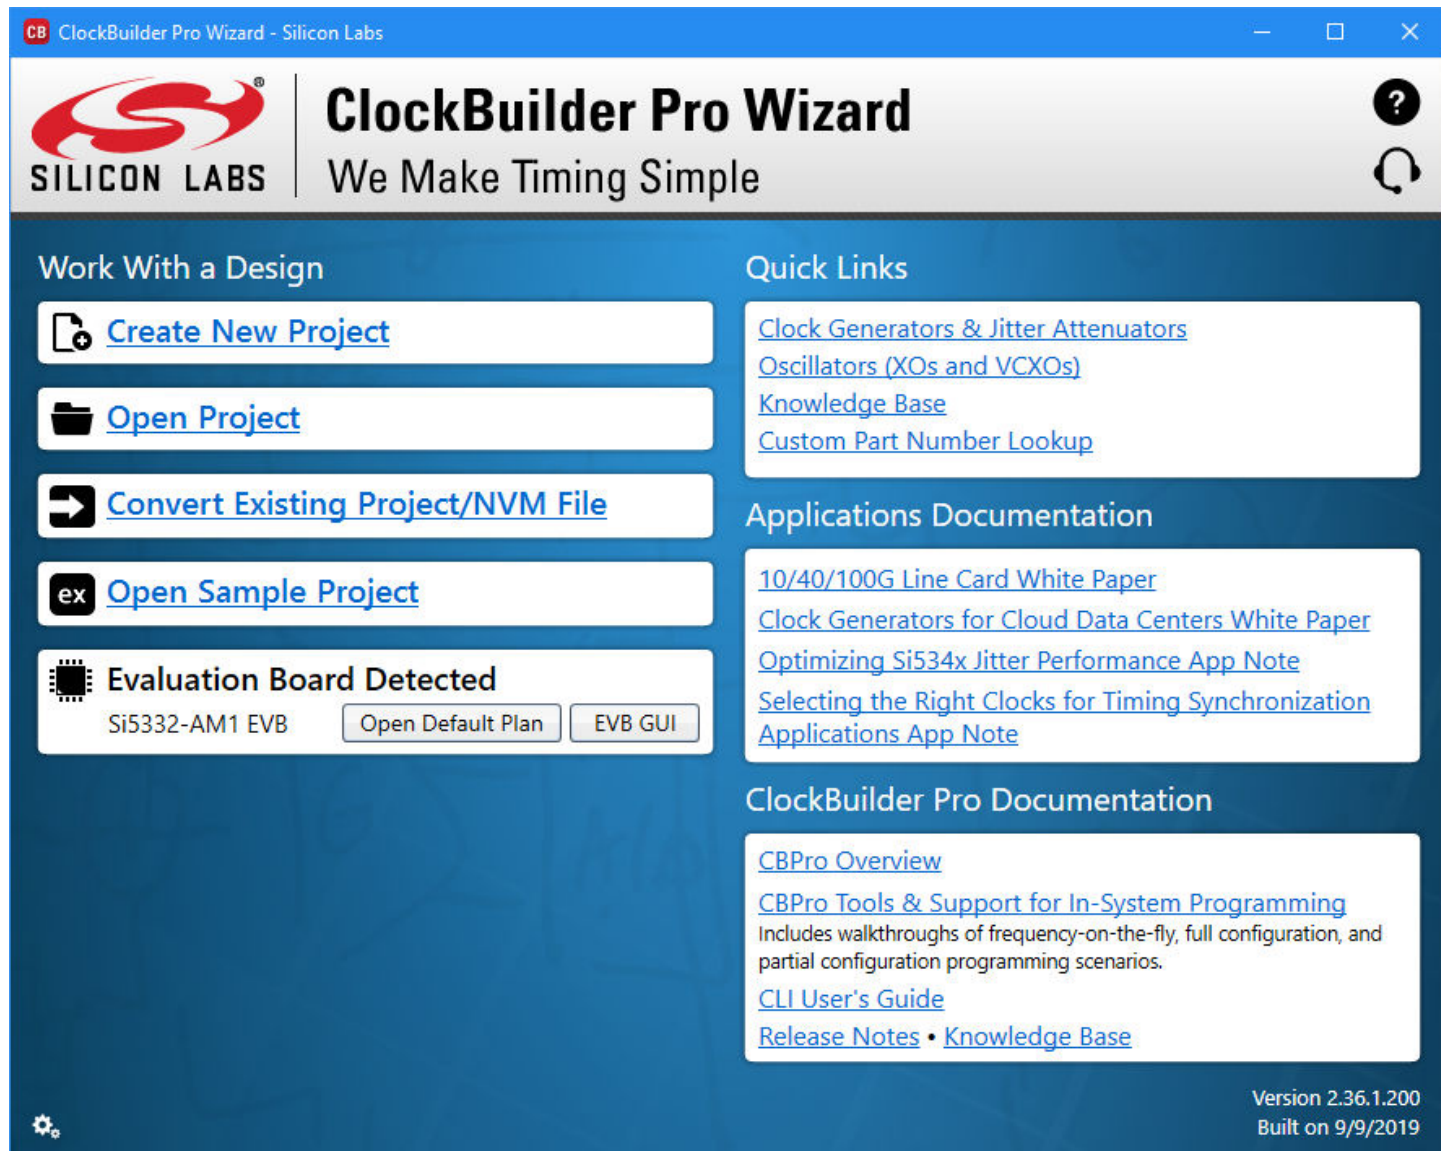 CB ClockBuilder Pro Wizard - Silicon Labs
SILICON LABS
®
ClockBuilder Pro Wizard
We Make Timing Simple
?
Work With a Design
Create New Project
Open Project
Convert Existing Project/NVM File
ex Open Sample Project
Evaluation Board Detected
Si5332-AM1 EVB Open Default Plan EVB GUI
Quick Links
Clock Generators & Jitter Attenuators
Oscillators (XOs and VCXOs)
Knowledge Base
Custom Part Number Lookup
Applications Documentation
10/40/100G Line Card White Paper
Clock Generators for Cloud Data Centers White Paper
Optimizing Si534x Jitter Performance App Note
Selecting the Right Clocks for Timing Synchronization
Applications App Note
ClockBuilder Pro Documentation
CBPro Overview
CBPro Tools & Support for In-System Programming
Includes walkthroughs of frequency-on-the-fly, full configuration, and
partial configuration programming scenarios.
CLI User's Guide
Release Notes • Knowledge Base
Version 2.36.1.200
Built on 9/9/2019